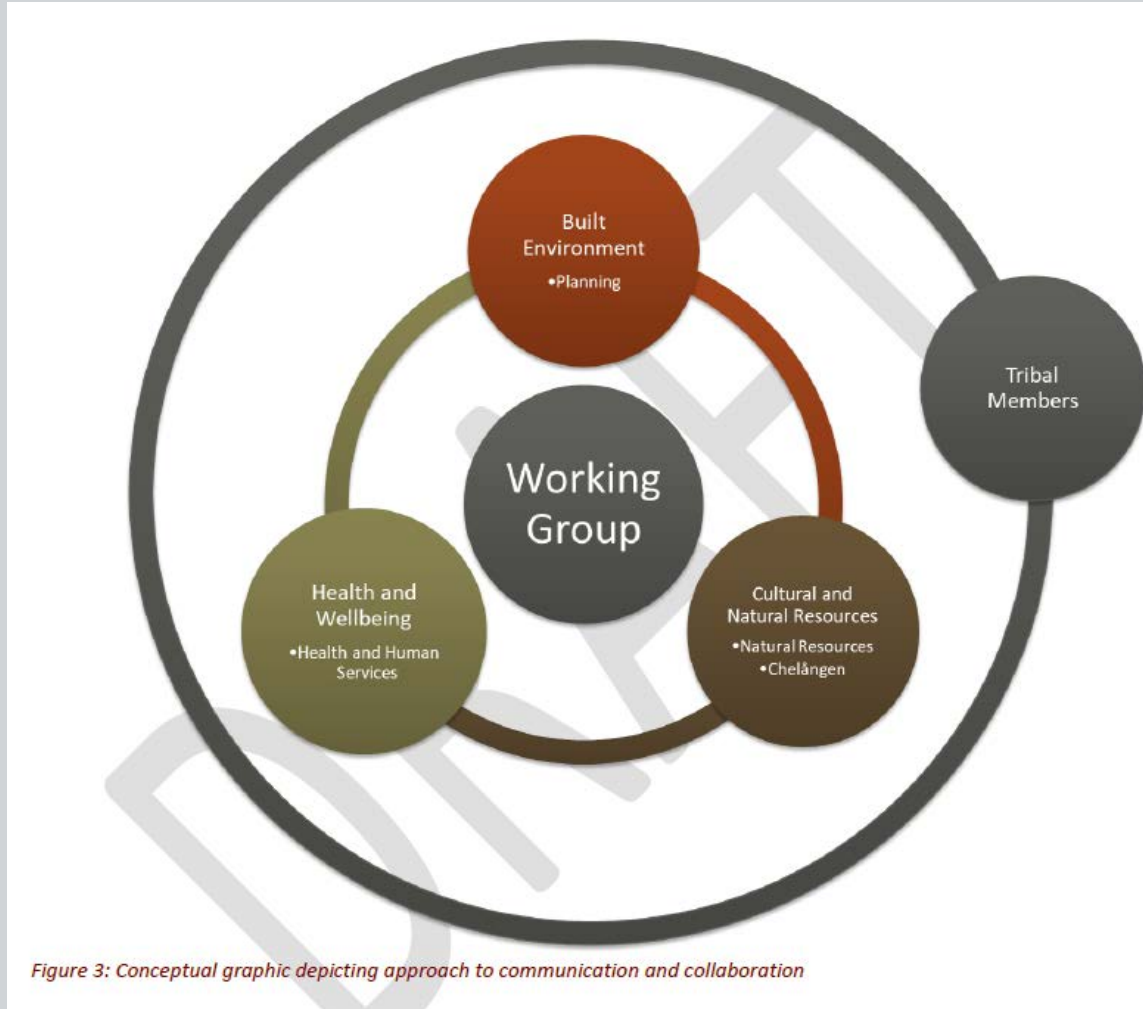 Built
Environment
•Planning
Tribal
Members
Working
Group
Health and
Wellbeing
•Health and Human
Services
Cultural and
Natural Resources
•Natural Resources
•Chelången
DRAFT
Figure 3: Conceptual graphic depicting approach to communication and collaboration